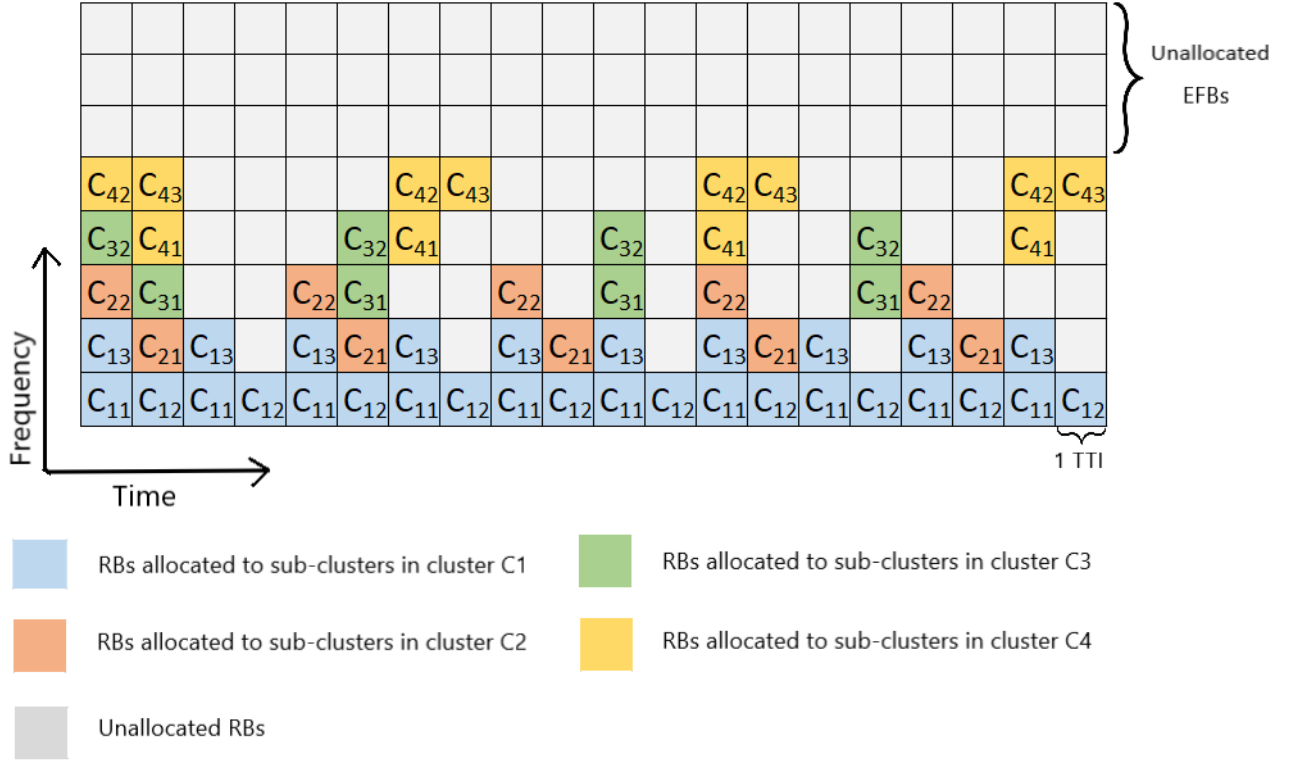 Unallocated
EFBs
C42 C43 C42 C43 C42 C43 C42 C43
C32 C41 C32 C41 C32 C41 C32 C41
C22 C31 C22 C31 C22 C31 C22 C31 C22
C13 C21 C13 C13 C21 C13 C13 C21 C13 C13 C21 C13 C13 C21 C13
C11 C12 C11 C12 C11 C12 C11 C12 C11 C12 C11 C12 C11 C12 C11 C12 C11 C12 C11 C12
Frequency
1 TTI
Time
RBs allocated to sub-clusters in cluster C1
RBs allocated to sub-clusters in cluster C3
RBs allocated to sub-clusters in cluster C2
RBs allocated to sub-clusters in cluster C4
Unallocated RBs